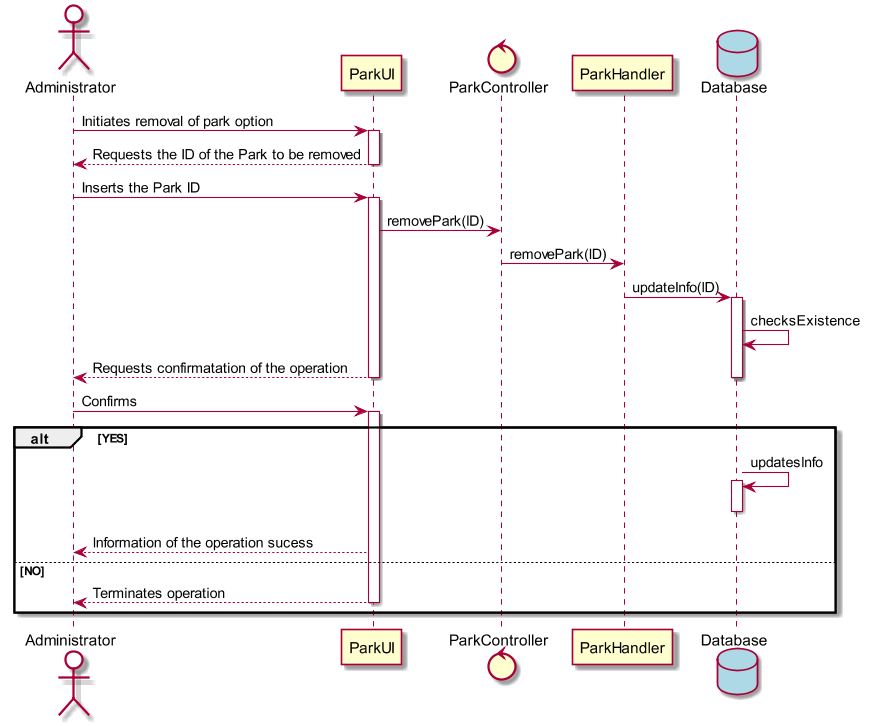 Administrator
ParkUI
ParkController
ParkHandler
Database
Initiates removal of park option
Requests the ID of the Park to be removed
Inserts the Park ID
removePark(ID)
removePark(ID)
updateInfo(ID)
checksExistence
Requests confirmatation of the operation
Confirms
alt [YES]
updatesInfo
Information of the operation sucess
[NO]
Terminates operation
Administrator
ParkUI
ParkController
ParkHandler
Database